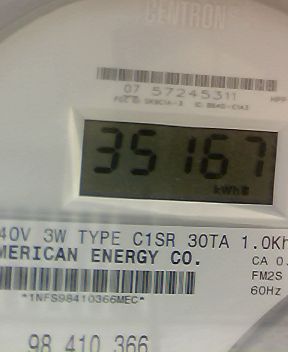 CENTRON
07 57245311
35167
kWh
40V 3W TYPE C1SR 30TA 1.0Kh
MERICAN ENERGY CO.
CA 0.
FM2S
60Hz
*1NFS98410366MEC*
98 410 366